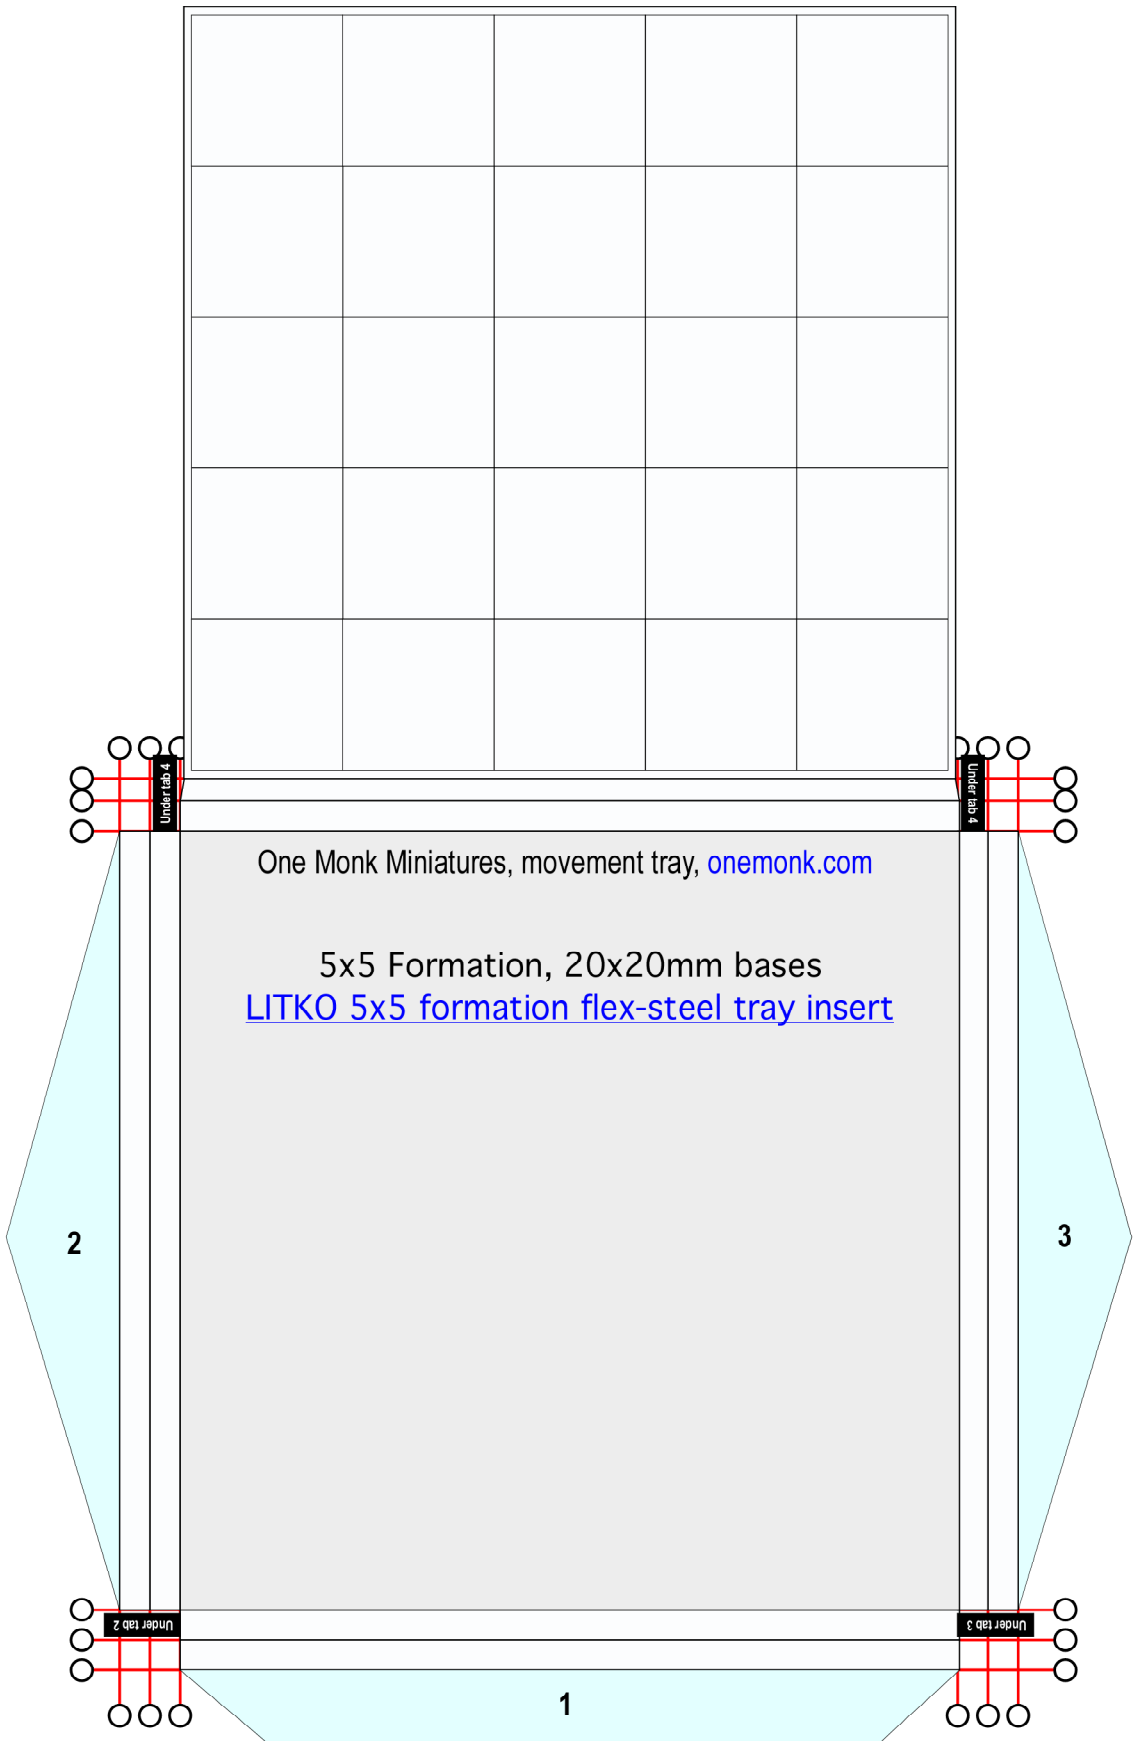 Under tab 4
Under tab 4
One Monk Miniatures, movement tray, onemonk.com
5x5 Formation, 20x20mm bases
LITKO 5x5 formation flex-steel tray insert
2
3
Under tab 2
Under tab 3
1